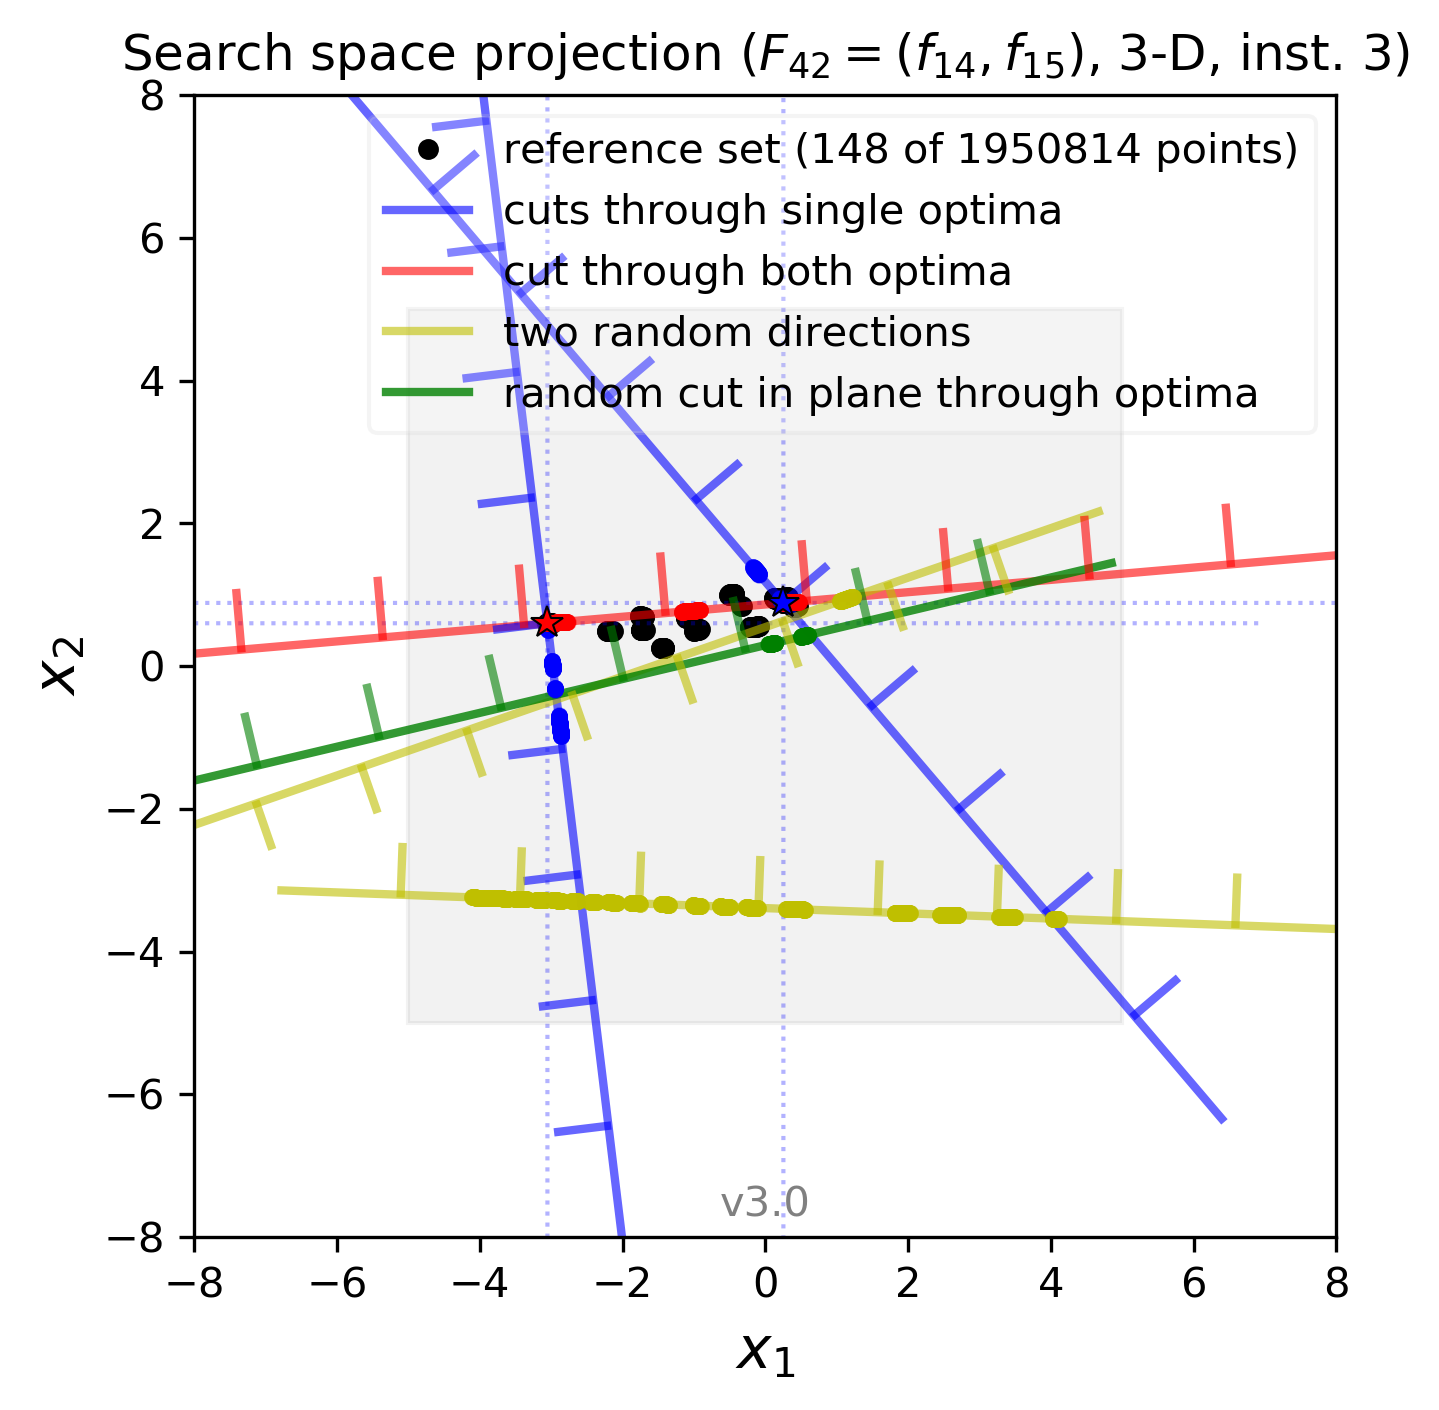 Search space projection (F₄₂ = (f₁₄, f₁₅), 3-D, inst. 3)
reference set (148 of 1950814 points)
cuts through single optima
cut through both optima
two random directions
random cut in plane through optima
8
6
4
2
0
−2
−4
−6
−8
x₂
v3.0
−8 −6 −4 −2 0 2 4 6 8
x₁